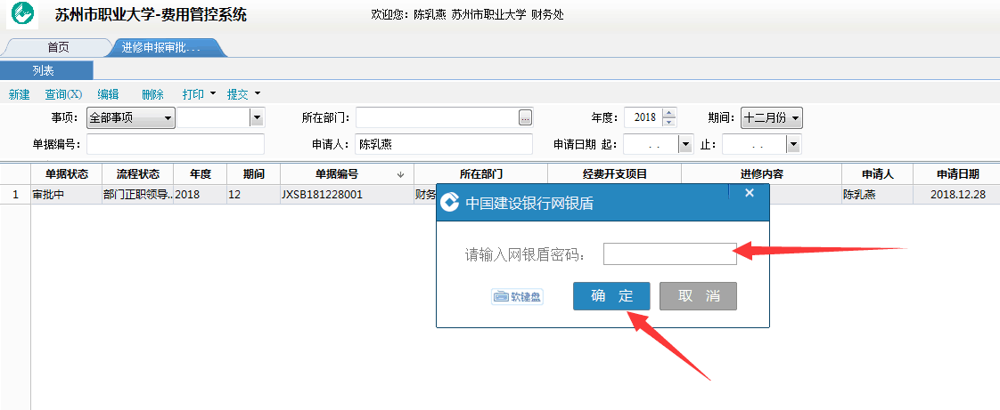 苏州市职业大学-费用管控系统 欢迎您: 陈乳燕 苏州市职业大学 财务处
首页 进修申报审批...
列表
新建 查询(X) 编辑 删除 打印 提交
事项: 全部事项 所在部门: ... 年度: 2018 期间: 十二月份
单据编号: 申请人: 陈乳燕 申请日期 起: . . 止: . .
单据状态 流程状态 年度 期间 单据编号 所在部门 经费开支项目 进修内容 申请人 申请日期
1 审批中 部门正职领导.. 2018 12 JXSB181228001 财务 陈乳燕 2018.12.28
中国建设银行网银盾
请输入网银盾密码:
软键盘 确 定 取 消